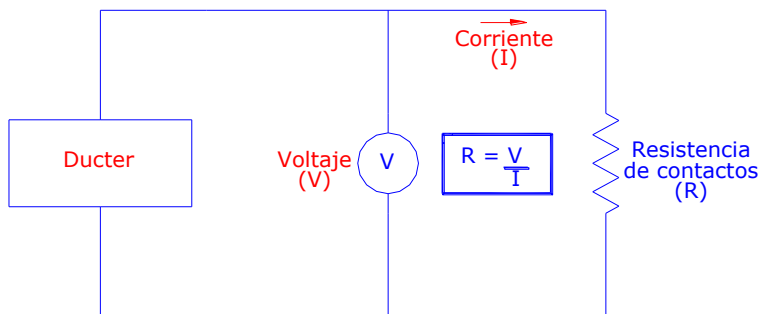 Corriente
(I)
Ducter
Voltaje
(V)
V
R = V
I
Resistencia
de contactos
(R)